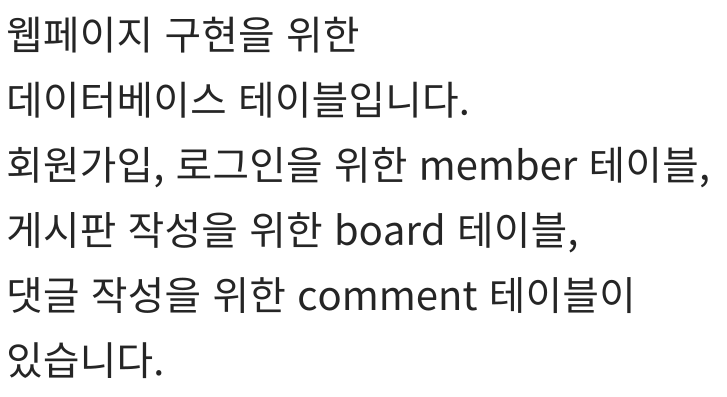 웹페이지 구현을 위한
데이터베이스 테이블입니다.
회원가입, 로그인을 위한 member 테이블,
게시판 작성을 위한 board 테이블,
댓글 작성을 위한 comment 테이블이
있습니다.